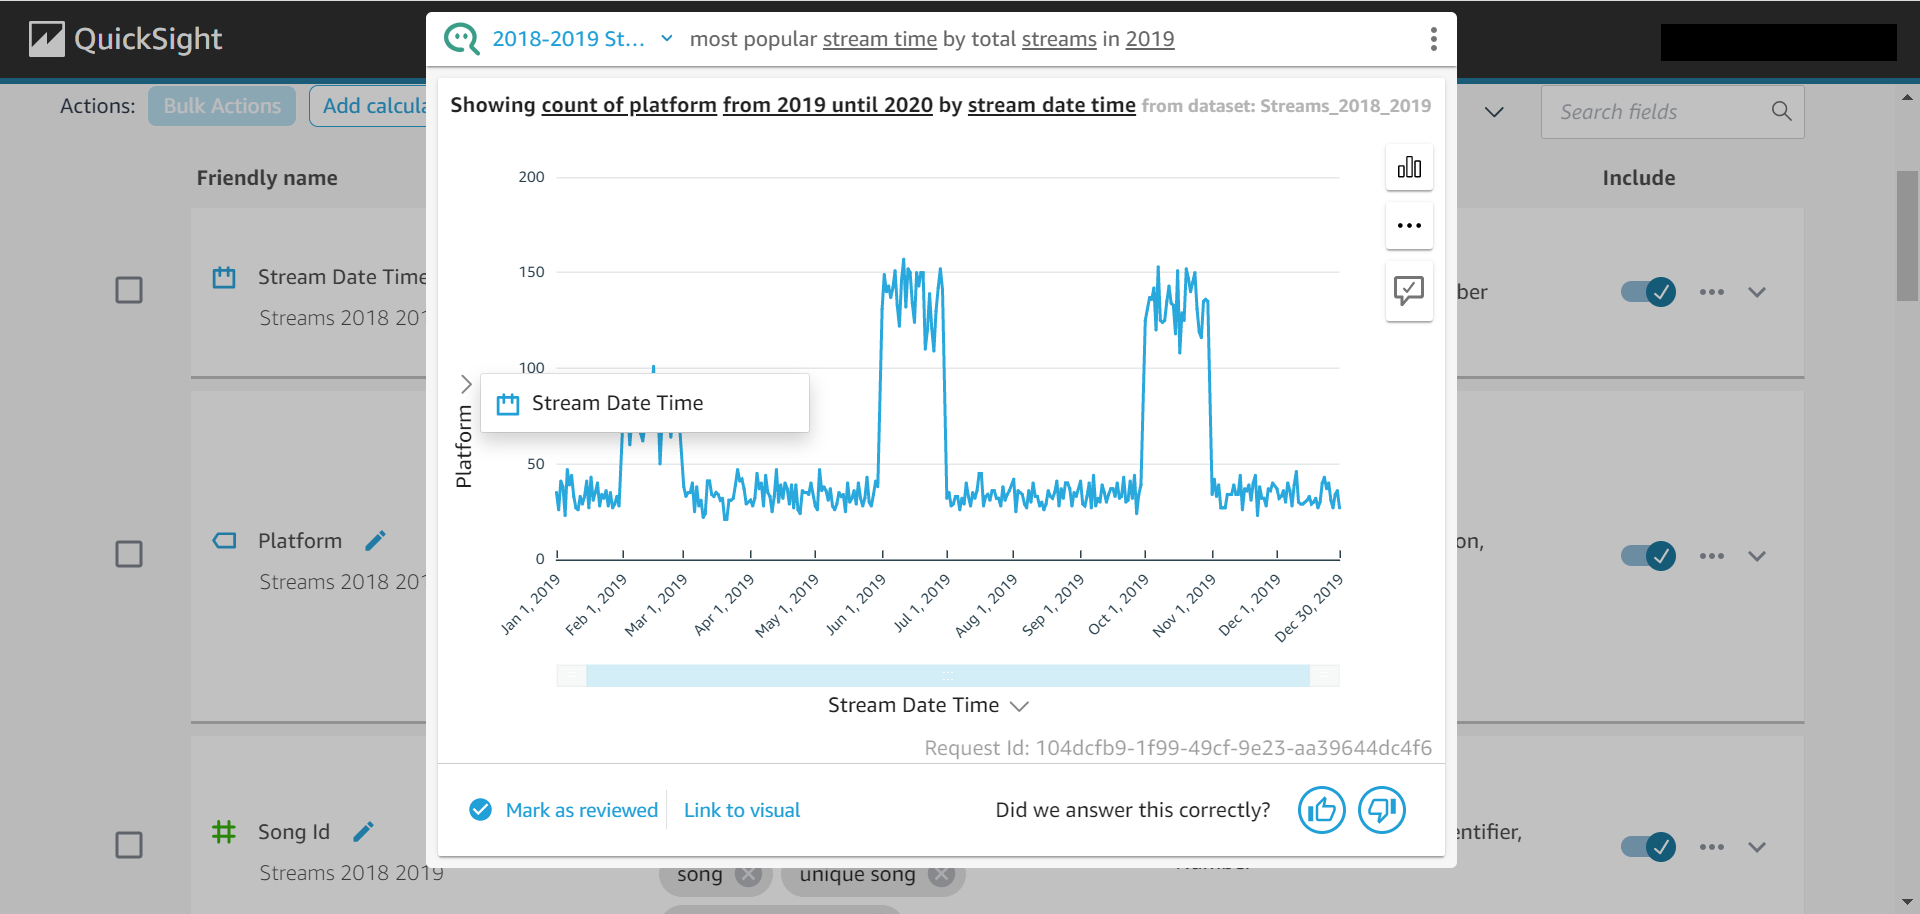 QuickSight
2018-2019 St...
most popular stream time by total streams in 2019
Actions:
Bulk Actions
Add calcula
Search fields
Showing count of platform from 2019 until 2020 by stream date time from dataset: Streams_2018_2019
Friendly name
Include
200
150
100
50
0
Platform
Stream Date Time
Jan 1, 2019
Feb 1, 2019
Mar 1, 2019
Apr 1, 2019
May 1, 2019
Jun 1, 2019
Jul 1, 2019
Aug 1, 2019
Sep 1, 2019
Oct 1, 2019
Nov 1, 2019
Dec 1, 2019
Dec 30, 2019
Stream Date Time
Request Id: 104dcfb9-1f99-49cf-9e23-aa39644dc4f6
Mark as reviewed
Link to visual
Did we answer this correctly?
Stream Date Time
Streams 2018 201
ber
Platform
Streams 2018 201
on,
Song Id
Streams 2018 2019
song
unique song
entifier,